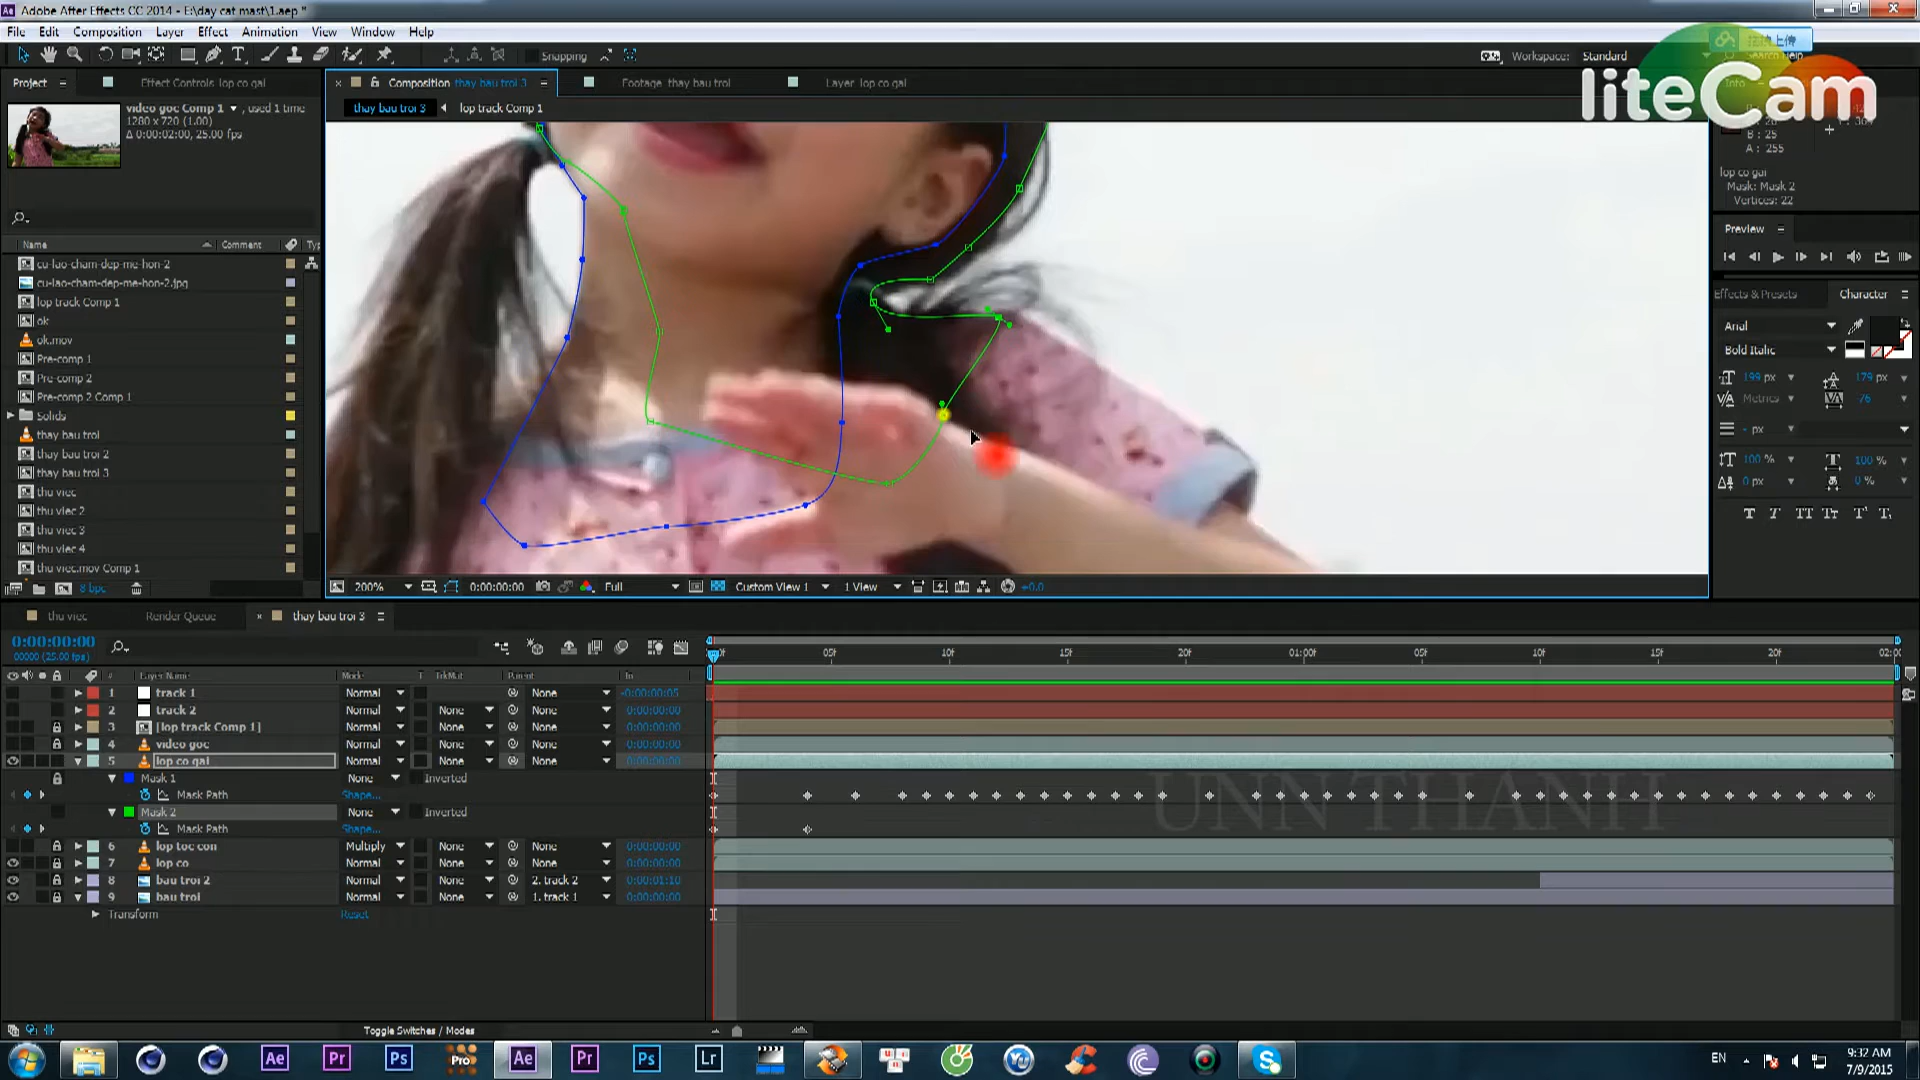 Adobe After Effects CC 2014 - E:\day cat mast\1.aep *
File Edit Composition Layer Effect Animation View Window Help
Snapping
Workspace: Standard
liteCam
Project
Effect Controls: lop co gai
Composition thay bau troi 3
Footage: thay bau troi
Layer: lop co gai
Info
video goc Comp 1 , used 1 time
1280 x 720 (1.00)
Δ 0:00:02:00, 25.00 fps
thay bau troi 3
lop track Comp 1
B: 25
A: 255
lop co gai
Mask: Mask 2
Vertices: 22
Preview
Name Comment
cu-lao-cham-dep-me-hon-2
cu-lao-cham-dep-me-hon-2.jpg
lop track Comp 1
ok
ok.mov
Pre-comp 1
Pre-comp 2
Pre-comp 2 Comp 1
Solids
thay bau troi
thay bau troi 2
thay bau troi 3
thu viec
thu viec 2
thu viec 3
thu viec 4
thu viec.mov Comp 1
8 bpc
Effects & Presets
Character
Arial
Bold Italic
199 px
179 px
Metrics
-76
- px
100 %
100 %
0 px
0 %
200%
0:00:00:00
Full
Custom View 1
1 View
+0.0
thu viec
Render Queue
thay bau troi 3
0:00:00:00
00000 (25.00 fps)
# Layer Name Mode T TrkMat Parent In
05f 10f 15f 20f 01:00f 05f 10f 15f 20f
1 track 1 Normal None -0:00:00:05
2 track 2 Normal None None 0:00:00:00
3 [lop track Comp 1] Normal None None 0:00:00:00
4 video goc Normal None None 0:00:00:00
5 lop co gai Normal None None 0:00:00:00
Mask 1 None Inverted
Mask Path Shape...
Mask 2 None Inverted
Mask Path Shape...
6 lop toc con Multiply None None 0:00:00:00
7 lop co Normal None None 0:00:00:00
8 bau troi 2 Normal None 2. track 2 0:00:01:10
9 bau troi Normal None 1. track 1 0:00:00:00
Transform Reset
UNN THANH
Toggle Switches / Modes
Ae Pr Ps Pro Ae Pr Ps Lr
EN
9:32 AM
7/9/2015